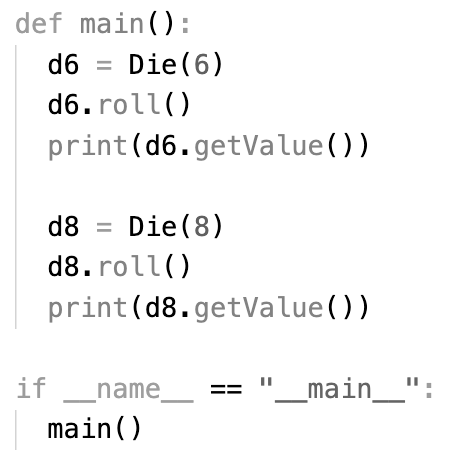 def main():
d6 = Die(6)
d6.roll()
print(d6.getValue())
d8 = Die(8)
d8.roll()
print(d8.getValue())
if __name__ == "__main__":
main()